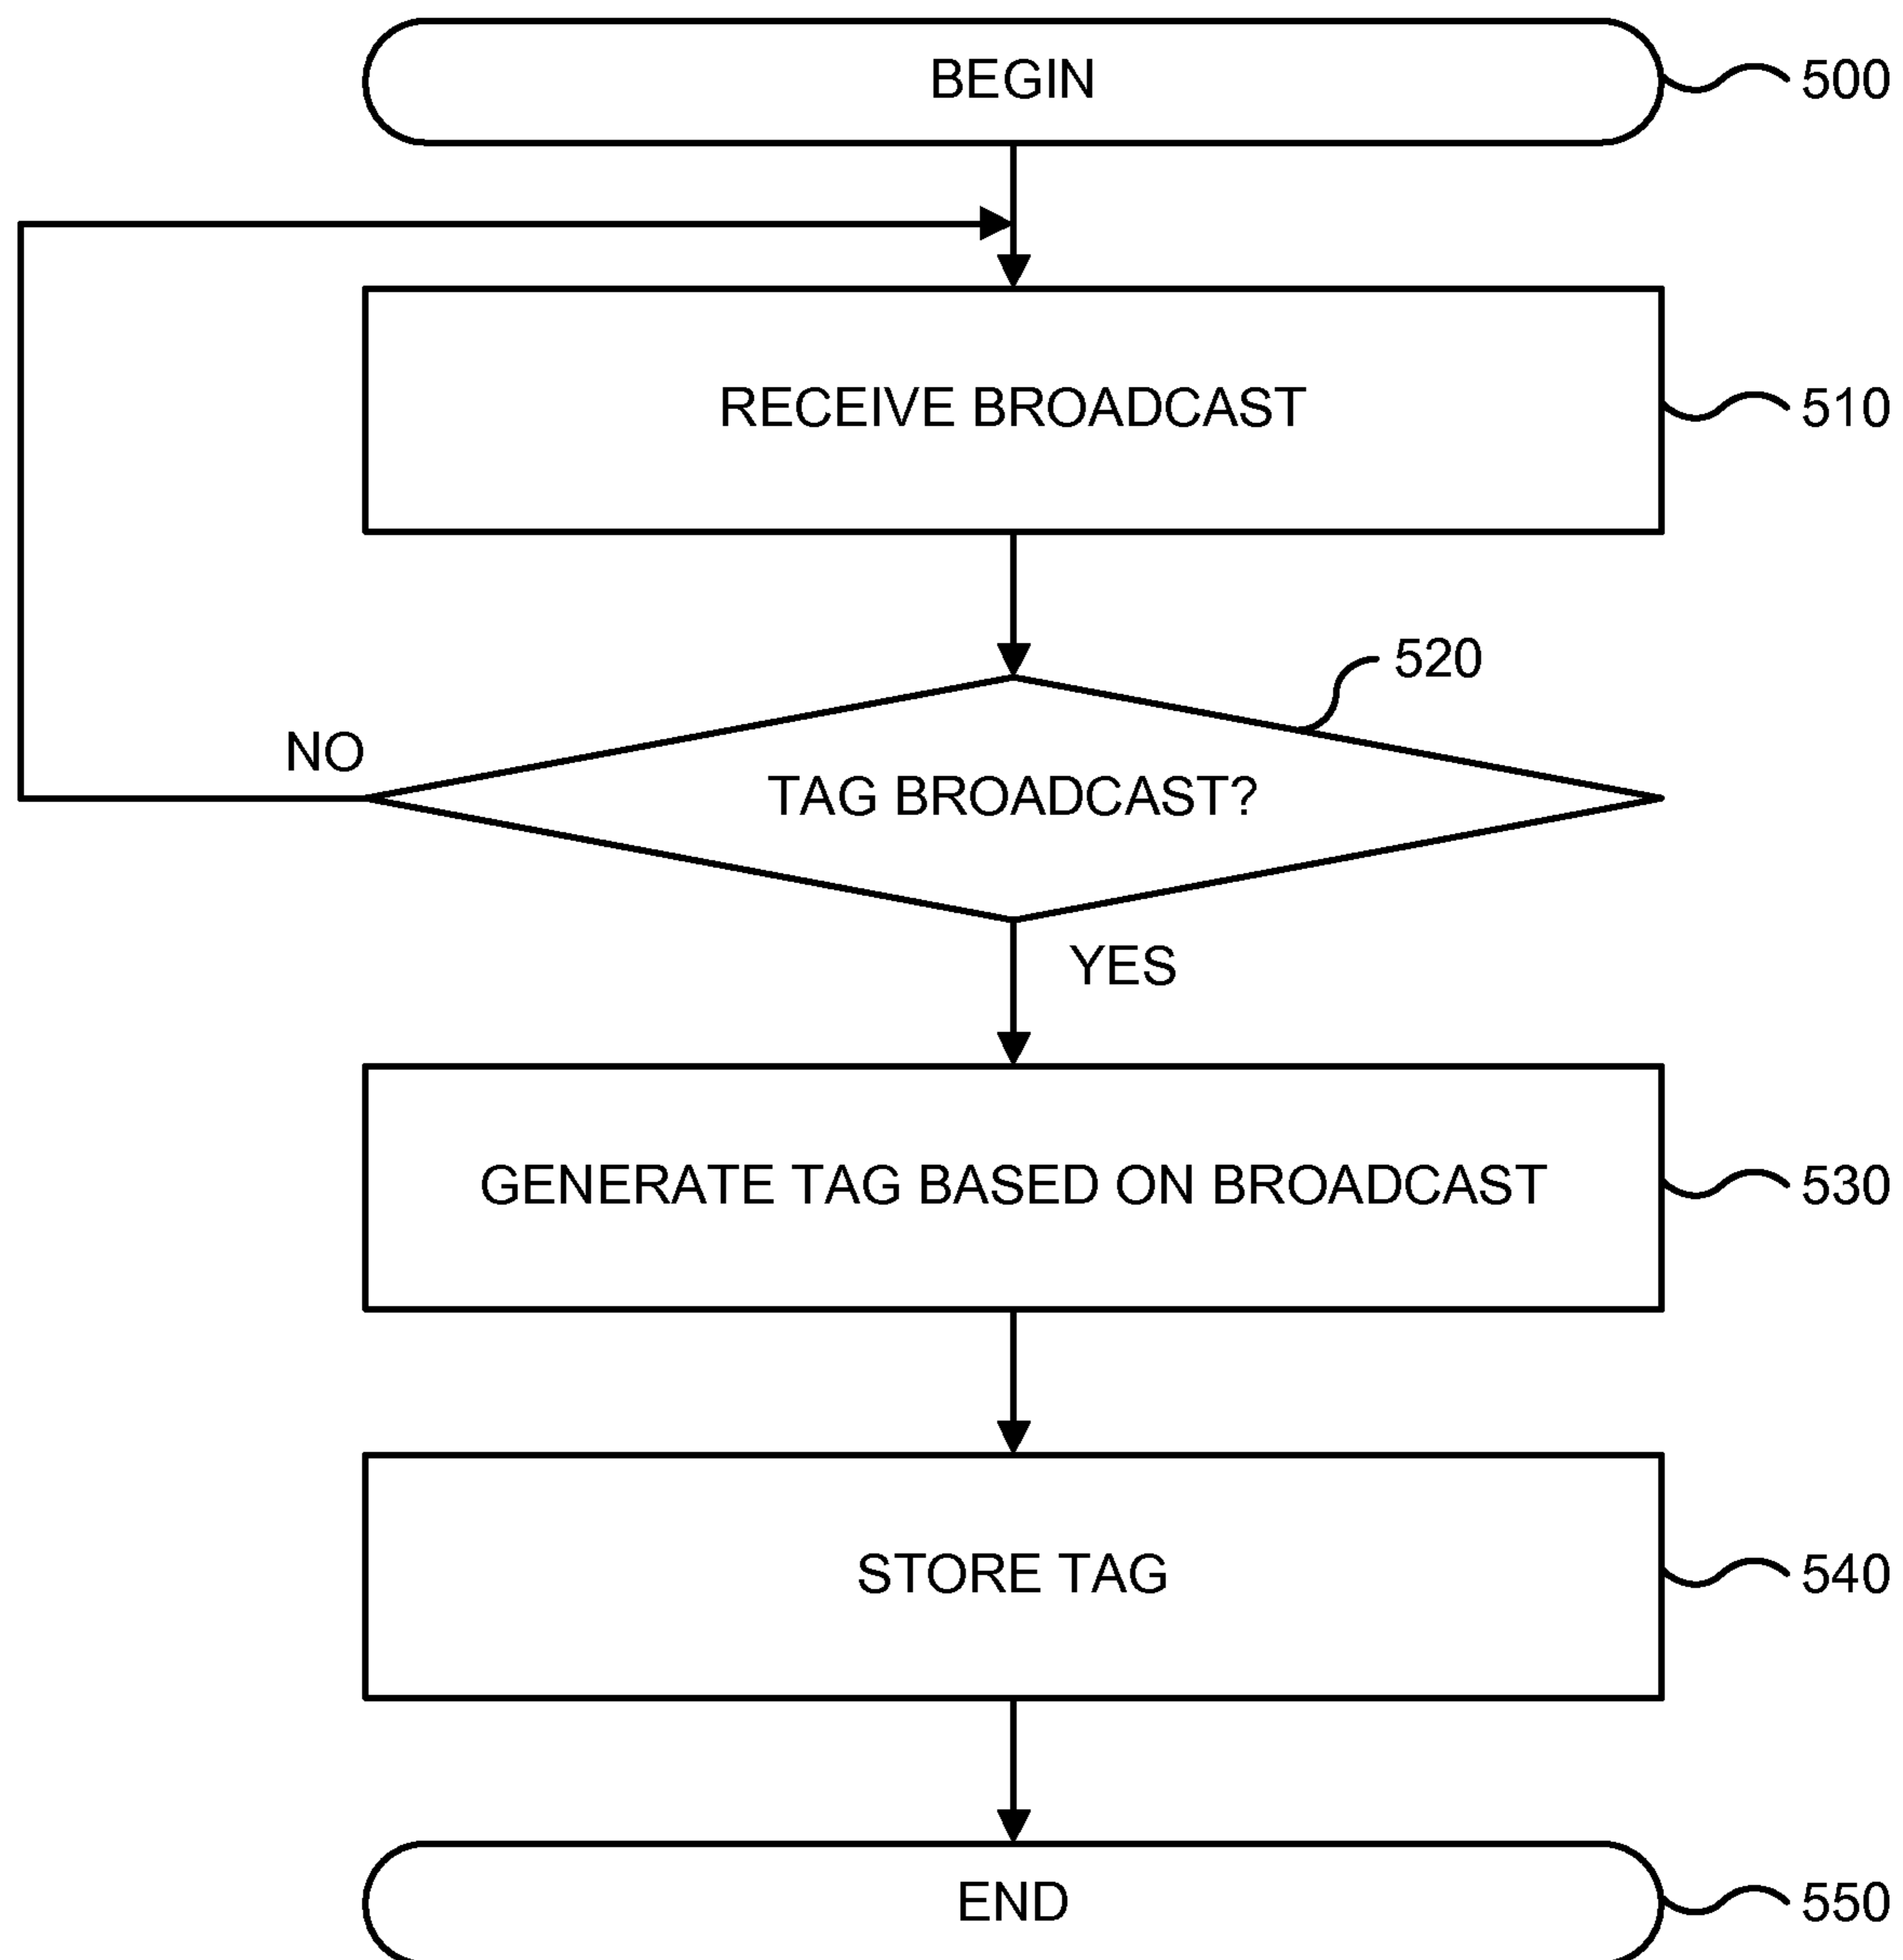 BEGIN
500
RECEIVE BROADCAST
510
520
NO
TAG BROADCAST?
YES
GENERATE TAG BASED ON BROADCAST
530
STORE TAG
540
END
550